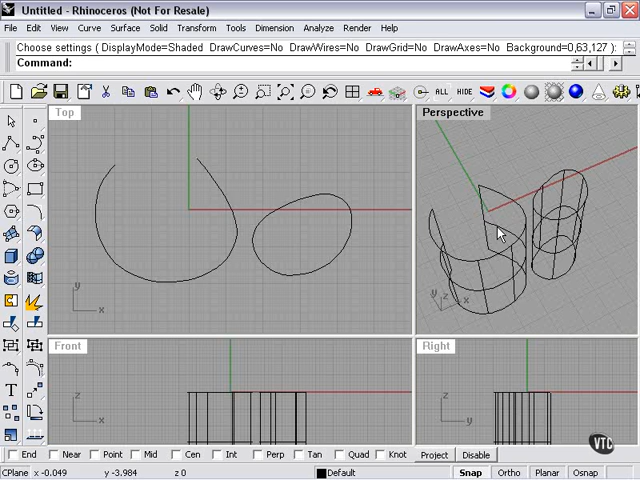 Untitled - Rhinoceros (Not For Resale)
File Edit View Curve Surface Solid Transform Tools Dimension Analyze Render Help
Choose settings ( DisplayMode=Shaded DrawCurves=No DrawWires=No DrawGrid=No DrawAxes=No Background=0,63,127 ):
Command:
ALL HIDE
Top
Perspective
y
x
y z x
Front
Right
z
x
z
y
T
VTC
End Near Point Mid Cen Int Perp Tan Quad Knot Project Disable
CPlane x -0.049 y -3.984 z 0 Default Snap Ortho Planar Osnap